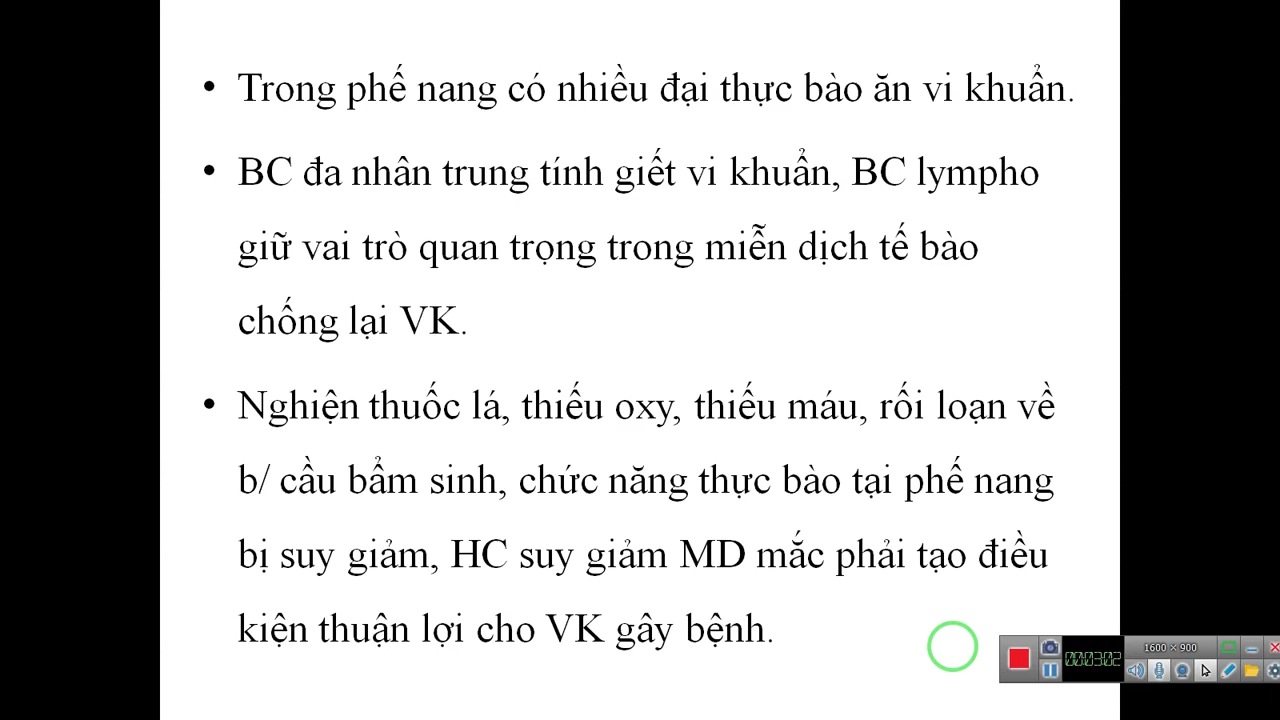 • Trong phế nang có nhiều đại thực bào ăn vi khuẩn.
• BC đa nhân trung tính giết vi khuẩn, BC lympho
giữ vai trò quan trọng trong miễn dịch tế bào
chống lại VK.
• Nghiện thuốc lá, thiếu oxy, thiếu máu, rối loạn về
b/ cầu bẩm sinh, chức năng thực bào tại phế nang
bị suy giảm, HC suy giảm MD mắc phải tạo điều
kiện thuận lợi cho VK gây bệnh.
00:03:02
1600 × 900